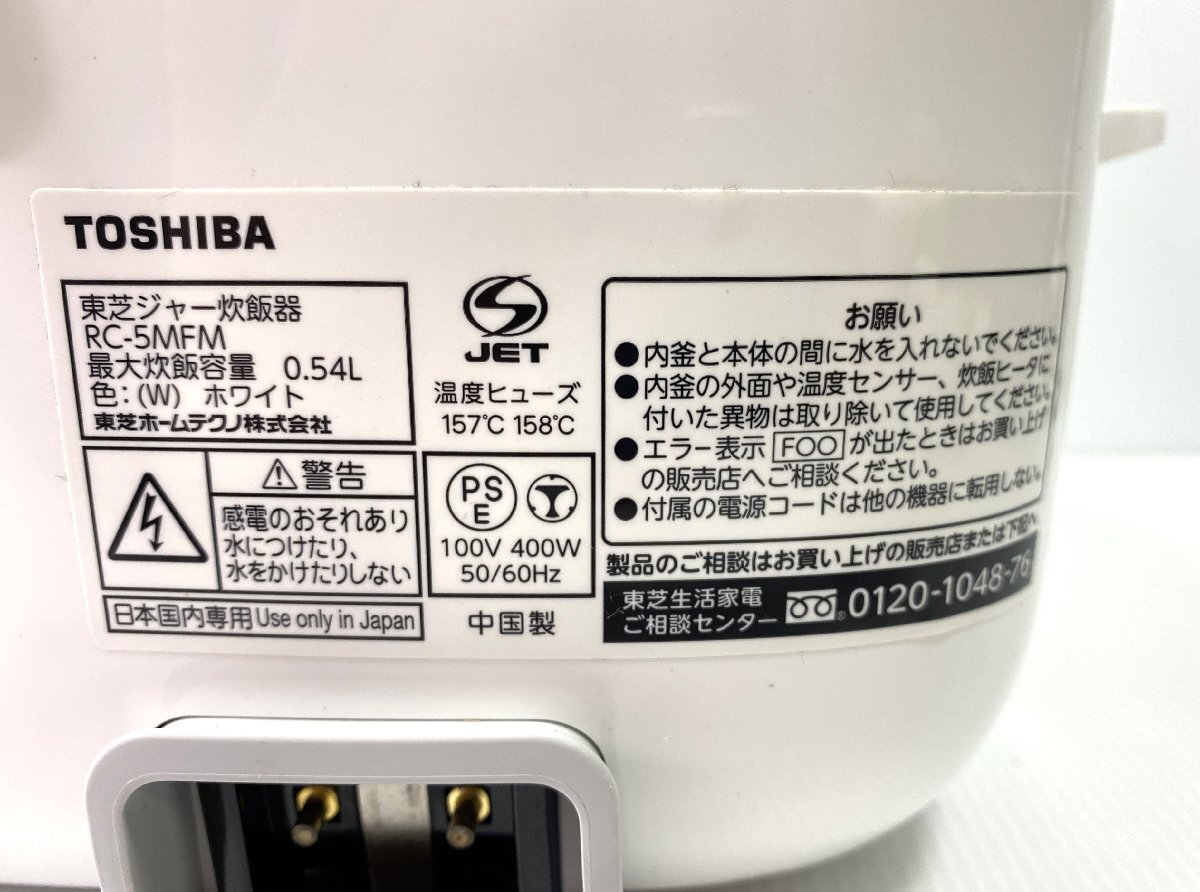 TOSHIBA
東芝ジャー炊飯器
RC-5MFM
最大炊飯容量 0.54L
色:(W) ホワイト
東芝ホームテクノ株式会社
警告
感電のおそれあり
水につけたり、
水をかけたりしない
日本国内専用 Use only in Japan
S
JET
温度ヒューズ
157℃ 158℃
PS
E
100V 400W
50/60Hz
中国製
お願い
●内釜と本体の間に水を入れないでください。
●内釜の外面や温度センサー、炊飯ヒータに
付いた異物は取り除いて使用してください。
●エラー表示 F00 が出たときはお買い上げ
の販売店へご相談ください。
●付属の電源コードは他の機器に転用しない。
製品のご相談はお買い上げの販売店または下記へ
東芝生活家電
ご相談センター
® 0120-1048-76